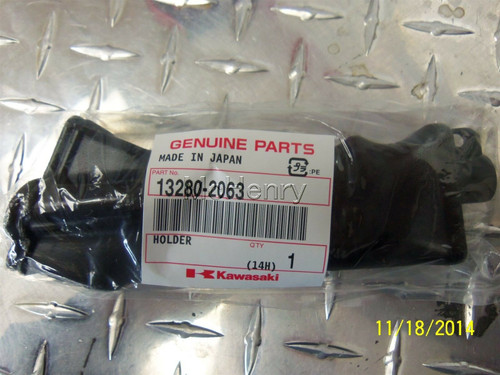 GENUINE PARTS
MADE IN JAPAN
PART No.
:PE
13280-2063
McHenry
HOLDER
QTY
(14H) 1
Kawasaki
11/18/2014